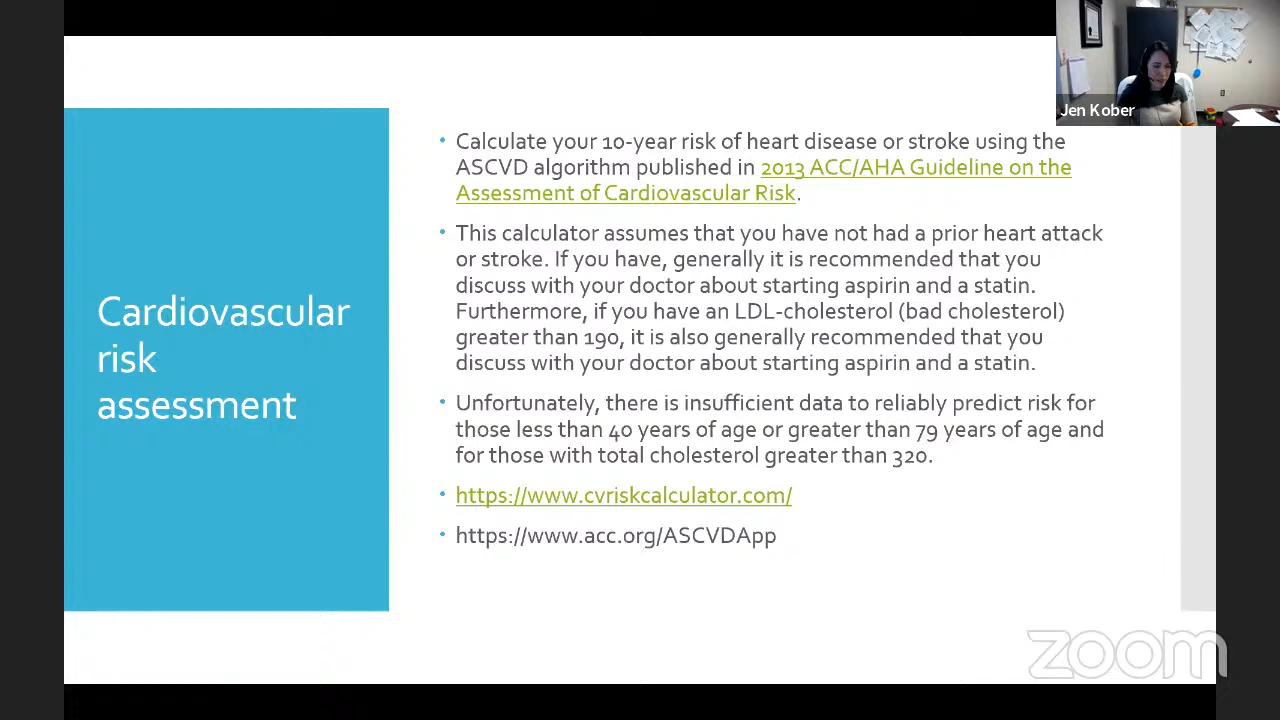 Jen Kober
Cardiovascular
risk
assessment
• Calculate your 10-year risk of heart disease or stroke using the
ASCVD algorithm published in 2013 ACC/AHA Guideline on the
Assessment of Cardiovascular Risk.
• This calculator assumes that you have not had a prior heart attack
or stroke. If you have, generally it is recommended that you
discuss with your doctor about starting aspirin and a statin.
Furthermore, if you have an LDL-cholesterol (bad cholesterol)
greater than 190, it is also generally recommended that you
discuss with your doctor about starting aspirin and a statin.
• Unfortunately, there is insufficient data to reliably predict risk for
those less than 40 years of age or greater than 79 years of age and
for those with total cholesterol greater than 320.
• https://www.cvriskcalculator.com/
• https://www.acc.org/ASCVDApp
zoom